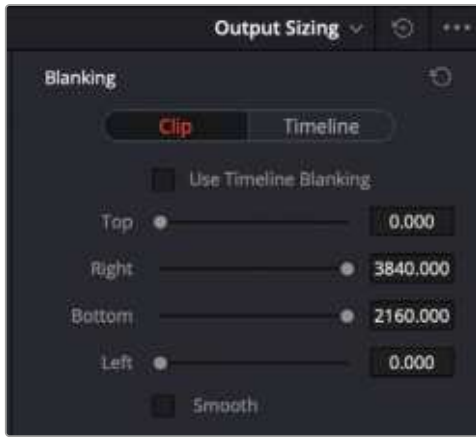 Output Sizing
Blanking
Clip Timeline
Use Timeline Blanking
Top 0.000
Right 3840.000
Bottom 2160.000
Left 0.000
Smooth